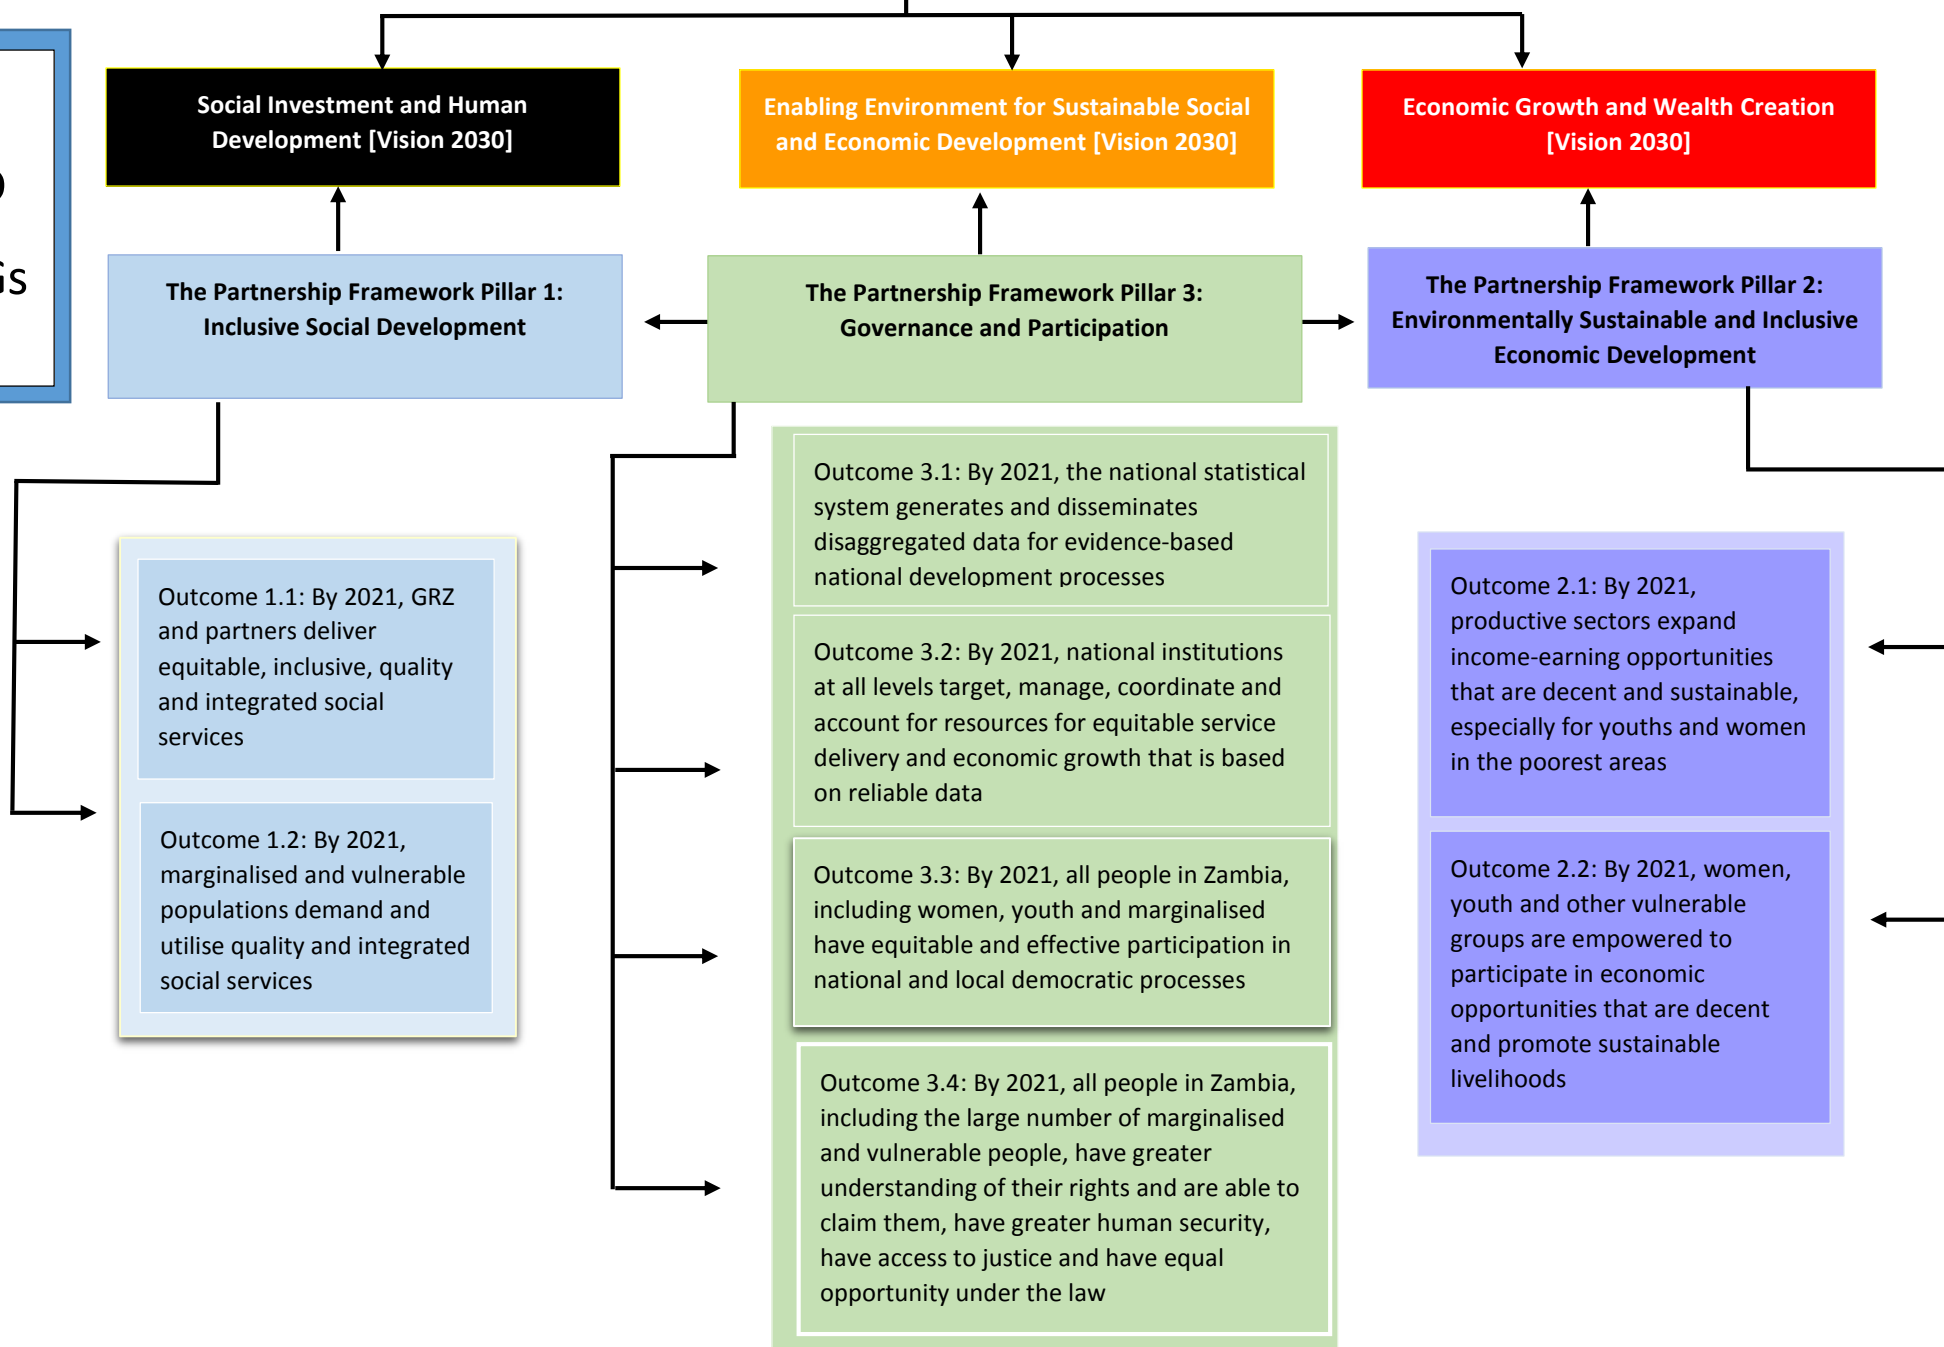 Social Investment and Human
Development [Vision 2030]
Enabling Environment for Sustainable Social
and Economic Development [Vision 2030]
Economic Growth and Wealth Creation
[Vision 2030]
The Partnership Framework Pillar 1:
Inclusive Social Development
The Partnership Framework Pillar 3:
Governance and Participation
The Partnership Framework Pillar 2:
Environmentally Sustainable and Inclusive
Economic Development
Outcome 1.1: By 2021, GRZ
and partners deliver
equitable, inclusive, quality
and integrated social
services
Outcome 1.2: By 2021,
marginalised and vulnerable
populations demand and
utilise quality and integrated
social services
Outcome 3.1: By 2021, the national statistical
system generates and disseminates
disaggregated data for evidence-based
national development processes
Outcome 3.2: By 2021, national institutions
at all levels target, manage, coordinate and
account for resources for equitable service
delivery and economic growth that is based
on reliable data
Outcome 3.3: By 2021, all people in Zambia,
including women, youth and marginalised
have equitable and effective participation in
national and local democratic processes
Outcome 3.4: By 2021, all people in Zambia,
including the large number of marginalised
and vulnerable people, have greater
understanding of their rights and are able to
claim them, have greater human security,
have access to justice and have equal
opportunity under the law
Outcome 2.1: By 2021,
productive sectors expand
income-earning opportunities
that are decent and sustainable,
especially for youths and women
in the poorest areas
Outcome 2.2: By 2021, women,
youth and other vulnerable
groups are empowered to
participate in economic
opportunities that are decent
and promote sustainable
livelihoods